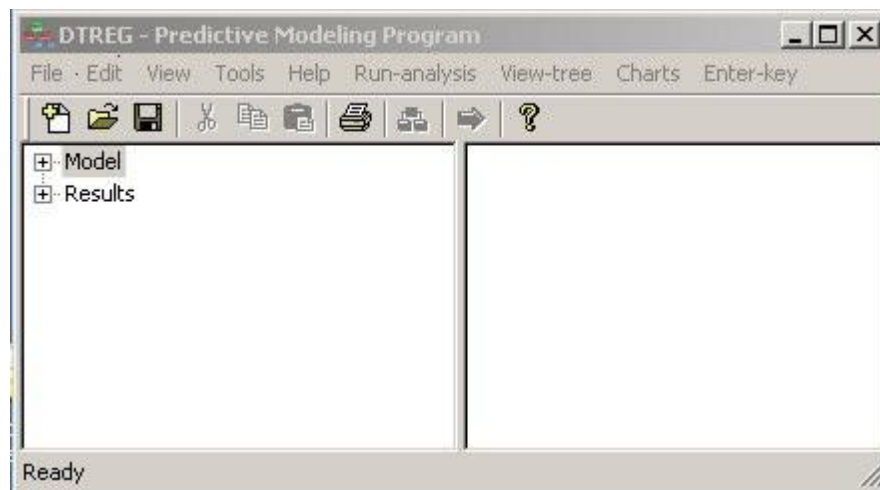 DTREG - Predictive Modeling Program
File Edit View Tools Help Run-analysis View-tree Charts Enter-key
Model
Results
Ready